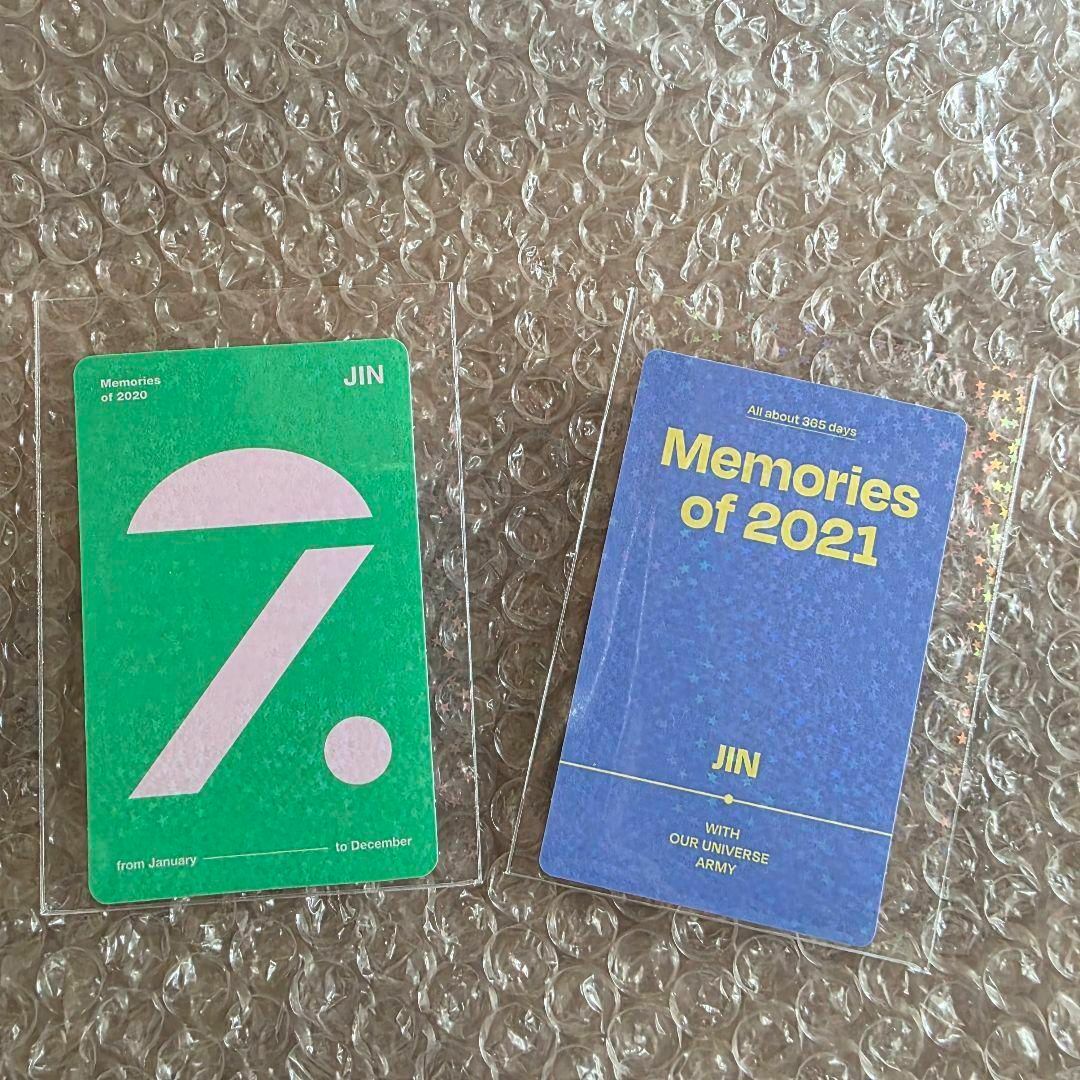 Memories
of 2020
JIN
from January
to December
All about 365 days
Memories
of 2021
JIN
WITH
OUR UNIVERSE
ARMY